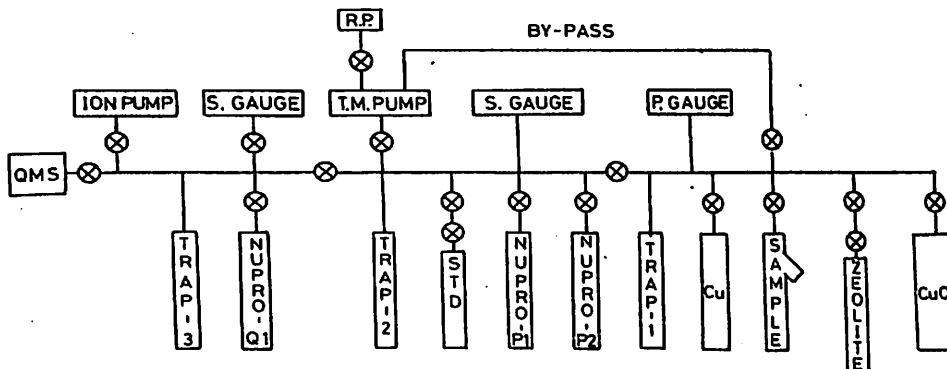 R.P.
BY-PASS
ION PUMP
S. GAUGE
T.M. PUMP
S. GAUGE
P. GAUGE
QMS
TRAP-3
NUPRO-Q1
TRAP-2
STD
NUPRO-P1
NUPRO-P2
TRAP-1
Cu
SAMPLE
ZEOLITE
CuO